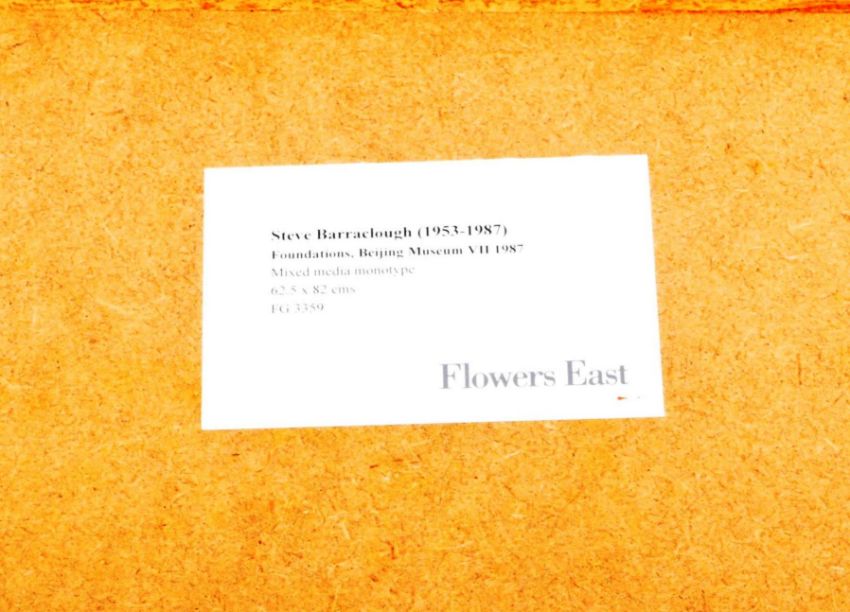 Steve Barraclough (1953-1987)
Foundations, Beijing Museum VII 1987
Mixed media monotype
62.5 x 82 cms
FG 3359
Flowers East